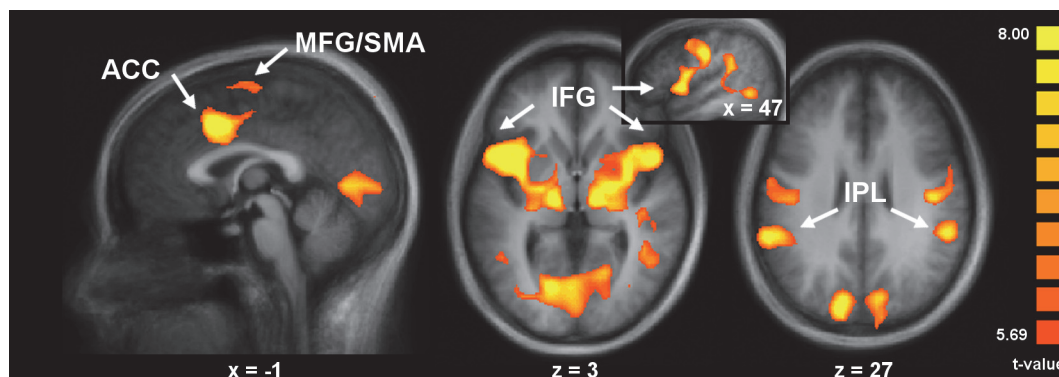 MFG/SMA
ACC
IFG
x = 47
IPL
8.00
5.69
t-value
x = -1
z = 3
z = 27